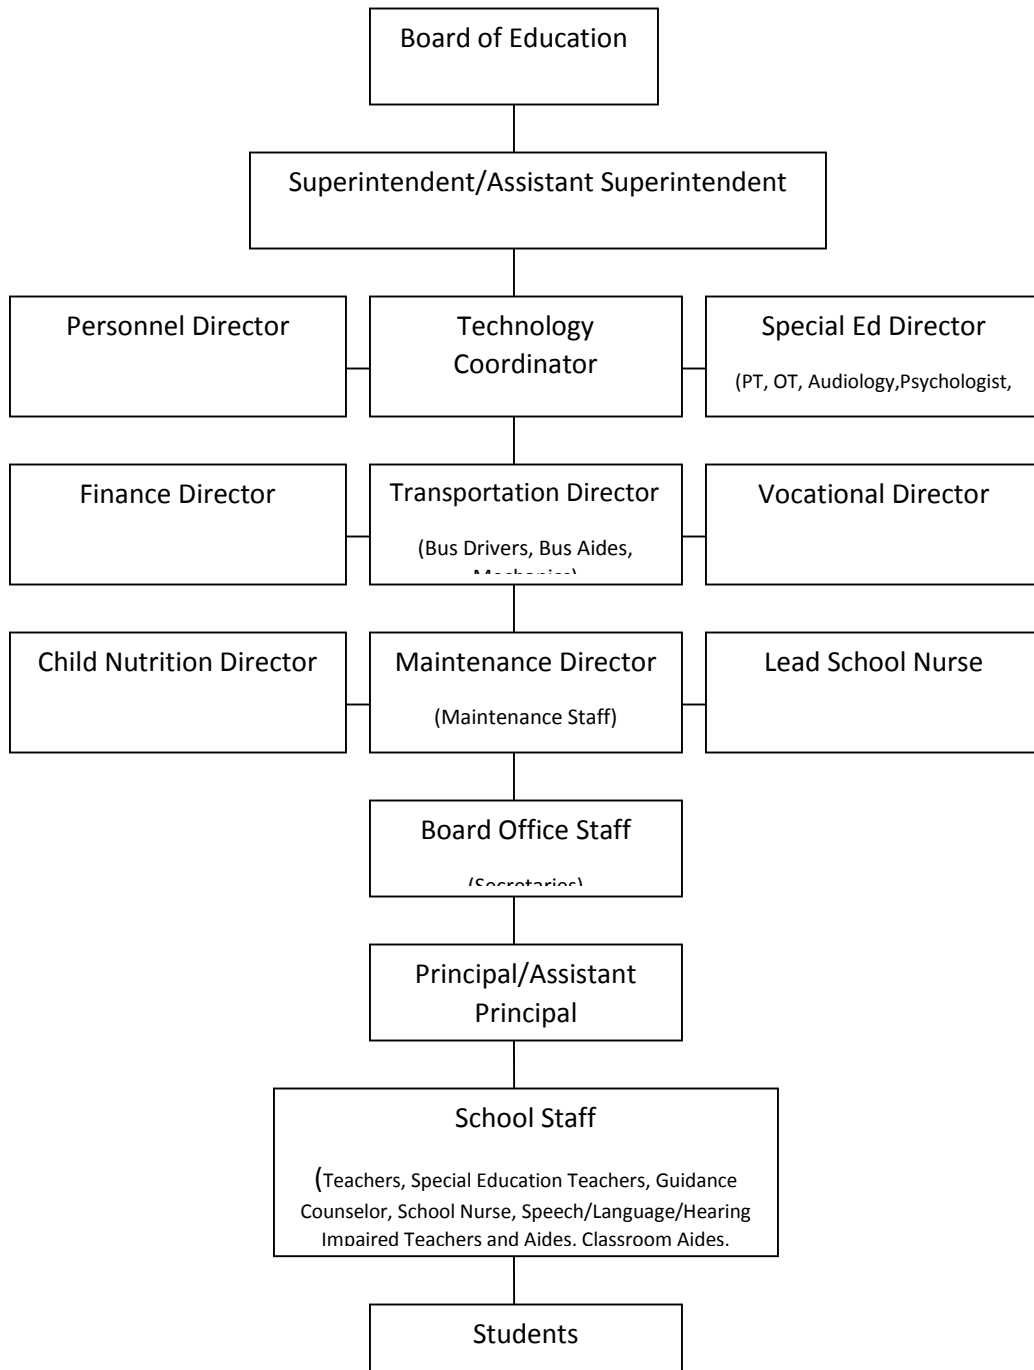 Board of Education
Superintendent/Assistant Superintendent
Personnel Director
Technology
Coordinator
Special Ed Director
(PT, OT, Audiology,Psychologist,
Finance Director
Transportation Director
(Bus Drivers, Bus Aides,
Mechanics)
Vocational Director
Child Nutrition Director
Maintenance Director
(Maintenance Staff)
Lead School Nurse
Board Office Staff
(Secretaries)
Principal/Assistant
Principal
School Staff
(Teachers, Special Education Teachers, Guidance
Counselor, School Nurse, Speech/Language/Hearing
Impaired Teachers and Aides, Classroom Aides,
Students